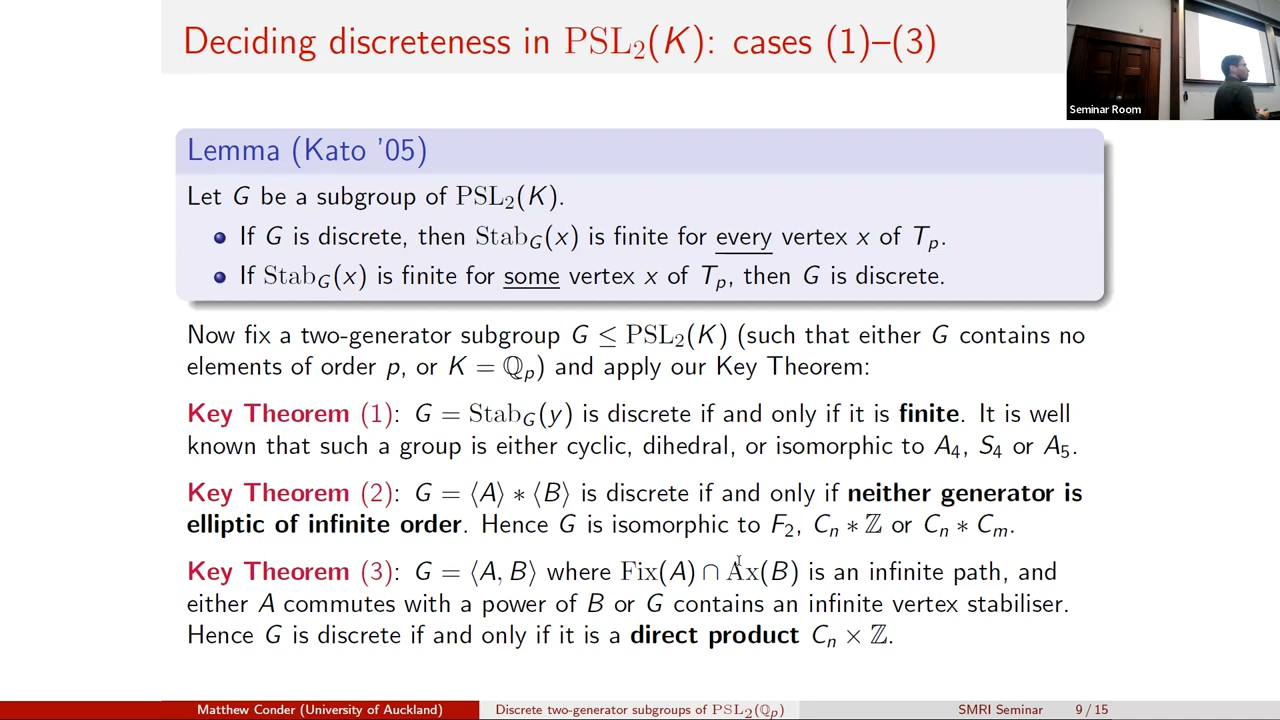 Deciding discreteness in PSL₂(K): cases (1)–(3)
Seminar Room
Lemma (Kato '05)
Let G be a subgroup of PSL₂(K).
If G is discrete, then Stab_G(x) is finite for every vertex x of T_p.
If Stab_G(x) is finite for some vertex x of T_p, then G is discrete.
Now fix a two-generator subgroup G ≤ PSL₂(K) (such that either G contains no
elements of order p, or K = ℚ_p) and apply our Key Theorem:
Key Theorem (1): G = Stab_G(y) is discrete if and only if it is finite. It is well
known that such a group is either cyclic, dihedral, or isomorphic to A₄, S₄ or A₅.
Key Theorem (2): G = ⟨A⟩ ∗ ⟨B⟩ is discrete if and only if neither generator is
elliptic of infinite order. Hence G is isomorphic to F₂, C_n ∗ ℤ or C_n ∗ C_m.
Key Theorem (3): G = ⟨A, B⟩ where Fix(A) ∩ Ax(B) is an infinite path, and
either A commutes with a power of B or G contains an infinite vertex stabiliser.
Hence G is discrete if and only if it is a direct product C_n × ℤ.
Matthew Conder (University of Auckland) Discrete two-generator subgroups of PSL₂(ℚ_p) SMRI Seminar 9 / 15